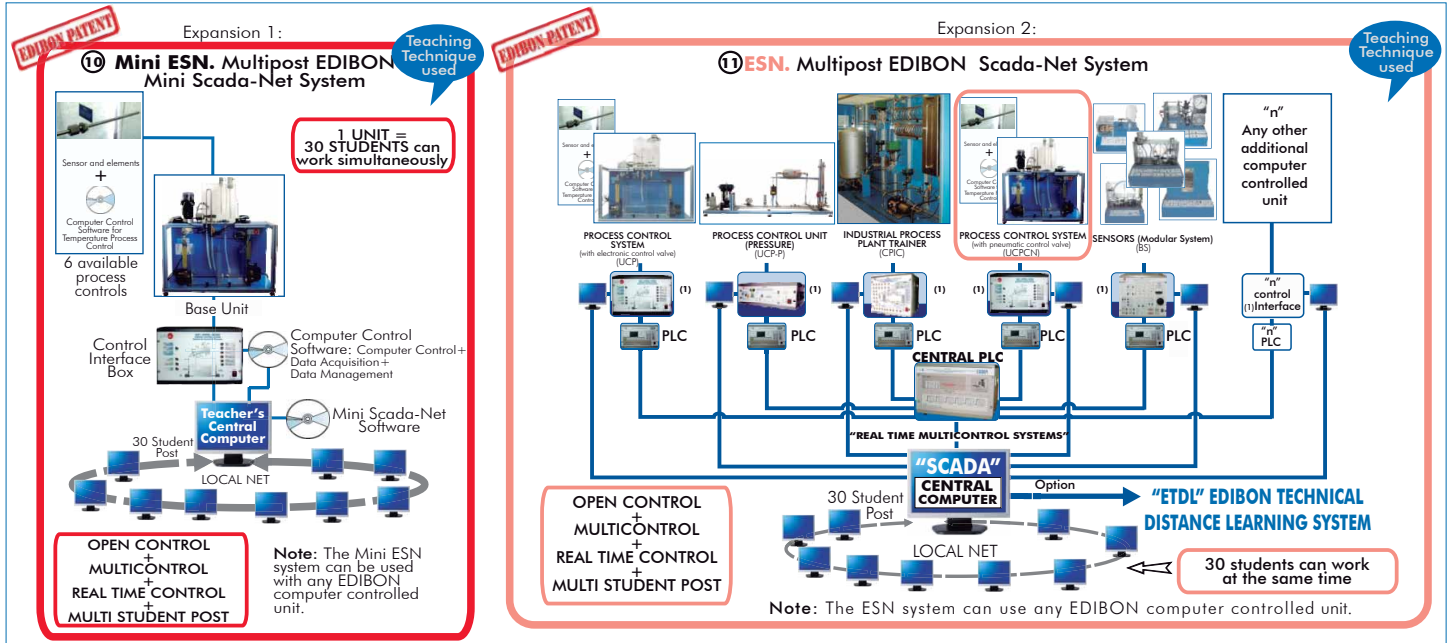 Expansion 1:
EDIBON PATENT
Teaching
Technique
used
10 Mini ESN. Multipost EDIBON
Mini Scada-Net System
1 UNIT =
30 STUDENTS can
work simultaneously
Sensor and elements
+
Computer Control
Software for
Temperature Process
Control
6 available
process
controls
Base Unit
Control
Interface
Box
Computer Control
Software: Computer Control+
Data Acquisition+
Data Management
Teacher's
Central
Computer
Mini Scada-Net
Software
30 Student
Post
LOCAL NET
OPEN CONTROL
+
MULTICONTROL
+
REAL TIME CONTROL
+
MULTI STUDENT POST
Note: The Mini ESN
system can be used
with any EDIBON
computer controlled
unit.
Expansion 2:
EDIBON PATENT
Teaching
Technique
used
11 ESN. Multipost EDIBON Scada-Net System
"n"
Any other
additional
computer
controlled
unit
+
+
PROCESS CONTROL
SYSTEM
(with electronic control valve)
(UCP)
PROCESS CONTROL UNIT
(PRESSURE)
(UCP-P)
INDUSTRIAL PROCESS
PLANT TRAINER
(CPIC)
PROCESS CONTROL SYSTEM
(with pneumatic control valve)
(UCPCN)
SENSORS (Modular System)
(BS)
(1)
(1)
(1)
(1)
(1)
"n"
control
(1)Interface
PLC
PLC
PLC
PLC
PLC
"n"
PLC
CENTRAL PLC
"REAL TIME MULTICONTROL SYSTEMS"
"SCADA"
CENTRAL
COMPUTER
Option
"ETDL" EDIBON TECHNICAL
DISTANCE LEARNING SYSTEM
30 Student
Post
LOCAL NET
OPEN CONTROL
+
MULTICONTROL
+
REAL TIME CONTROL
+
MULTI STUDENT POST
30 students can work
at the same time
Note: The ESN system can use any EDIBON computer controlled unit.